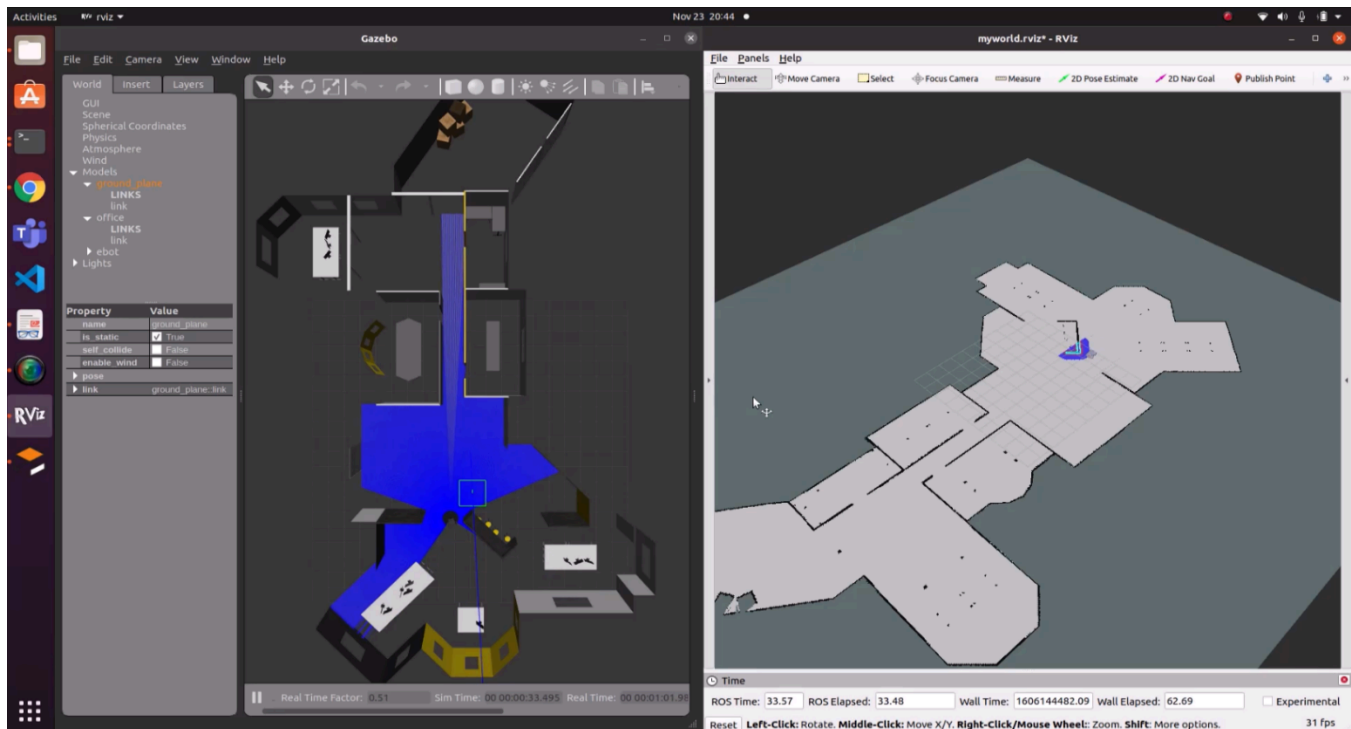 Activities
RViz rviz
Nov 23 20:44
Gazebo
File Edit Camera View Window Help
World Insert Layers
GUI
Scene
Spherical Coordinates
Physics
Atmosphere
Wind
Models
ground_plane
LINKS
link
office
LINKS
link
ebot
Lights
Property Value
name ground_plane
is_static True
self_collide False
enable_wind False
pose
link ground_plane::link
Real Time Factor: 0.51 Sim Time: 00 00:00:33.495 Real Time: 00 00:01:01.98
RViz
myworld.rviz* - RViz
File Panels Help
Interact Move Camera Select Focus Camera Measure 2D Pose Estimate 2D Nav Goal Publish Point
Time
ROS Time: 33.57 ROS Elapsed: 33.48 Wall Time: 1606144482.09 Wall Elapsed: 62.69 Experimental
Reset Left-Click: Rotate. Middle-Click: Move X/Y. Right-Click/Mouse Wheel:: Zoom. Shift: More options. 31 fps